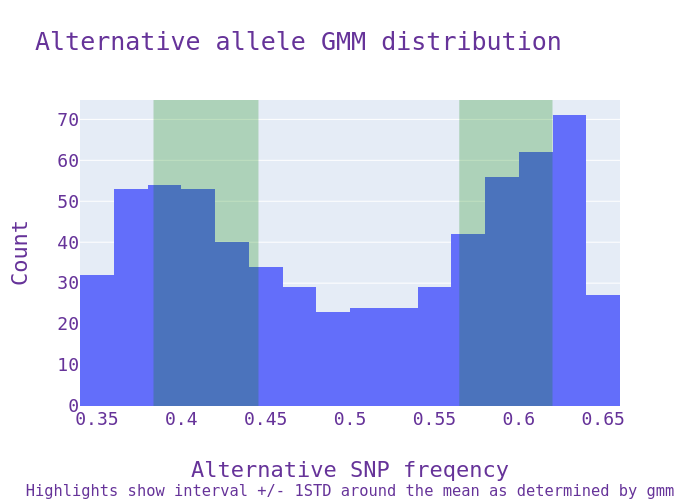 Alternative allele GMM distribution
Count
70
60
50
40
30
20
10
0
0.35 0.4 0.45 0.5 0.55 0.6 0.65
Alternative SNP freqency
Highlights show interval +/- 1STD around the mean as determined by gmm